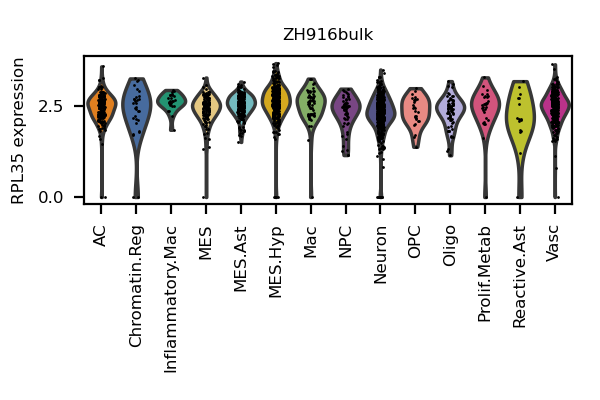 ZH916bulk
RPL35 expression
2.5
0.0
AC
Chromatin.Reg
Inflammatory.Mac
MES
MES.Ast
MES.Hyp
Mac
NPC
Neuron
OPC
Oligo
Prolif.Metab
Reactive.Ast
Vasc